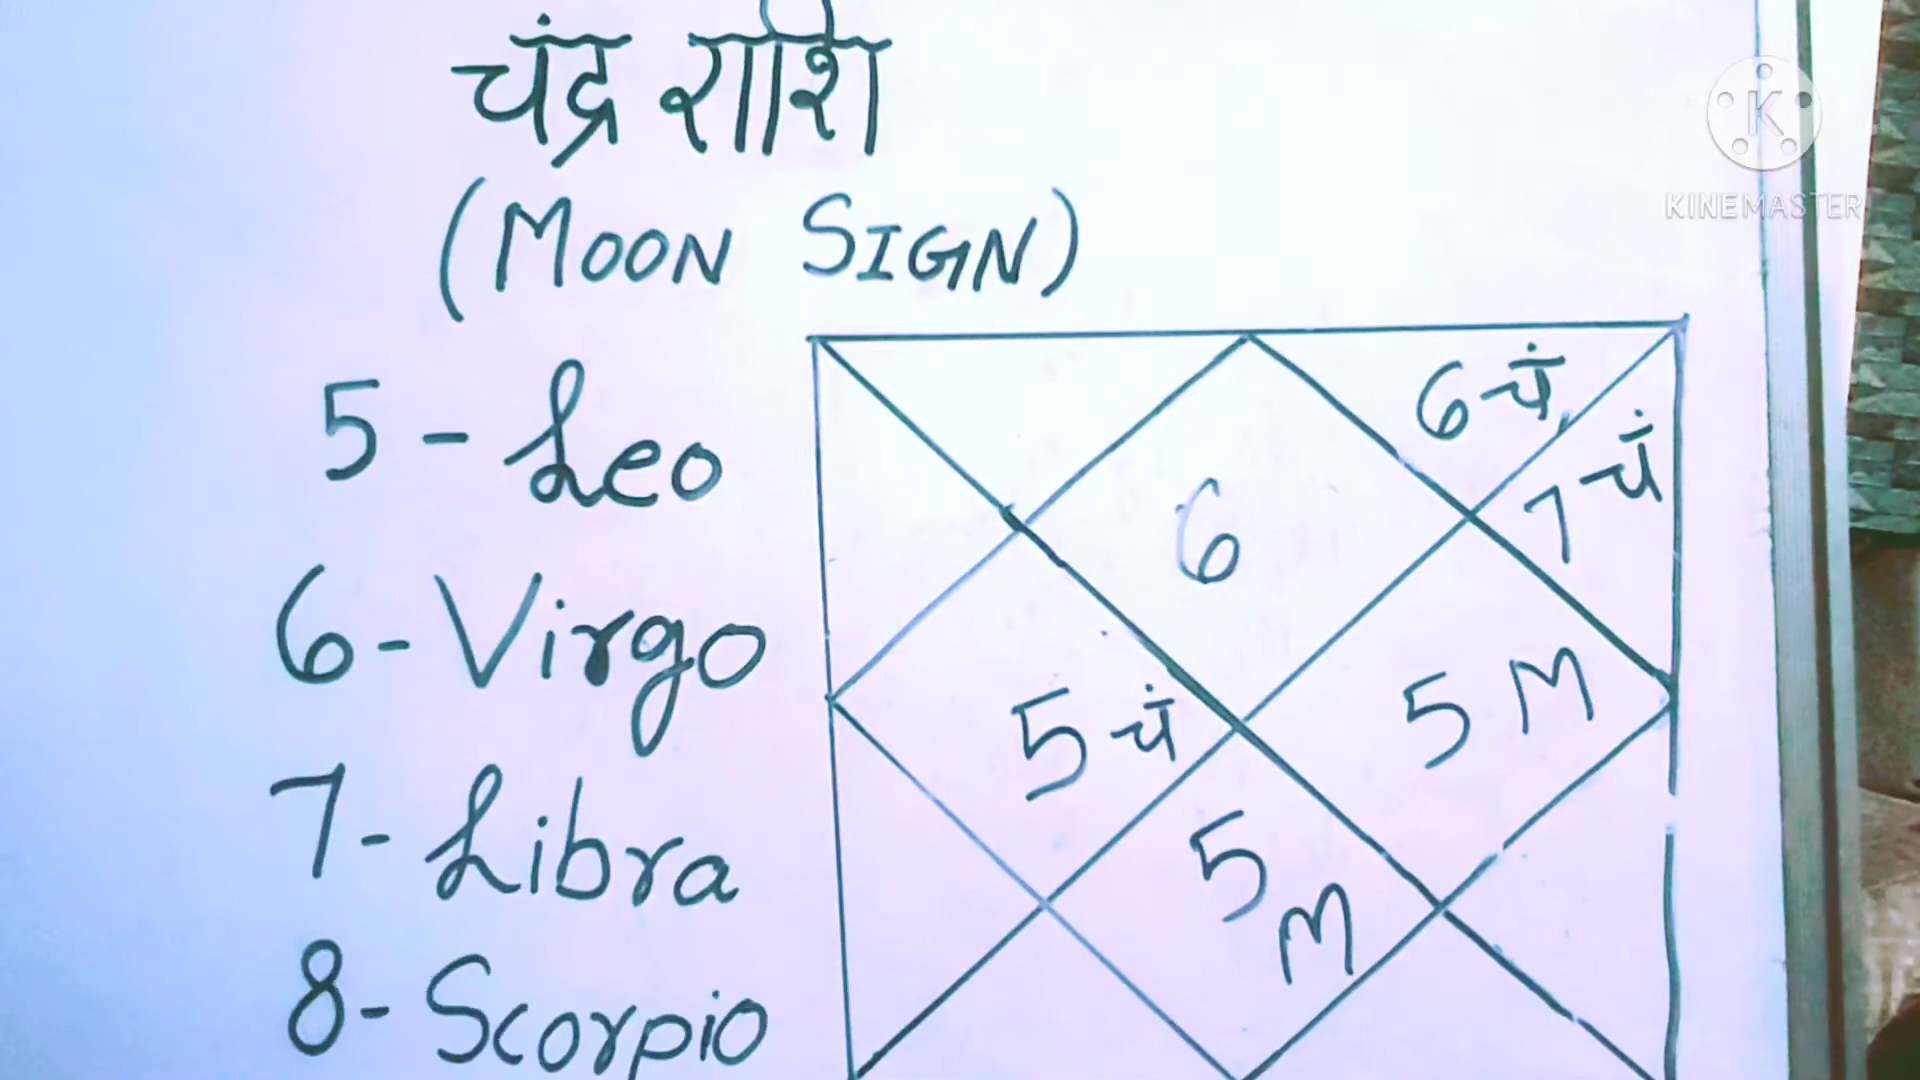 चंद्र राशि
(MOON SIGN)
5 - Leo
6 - Virgo
7 - Libra
8 - Scorpio
6 चं
7 चं
6
5 चं
5 M
5 M
K
KINEMASTER